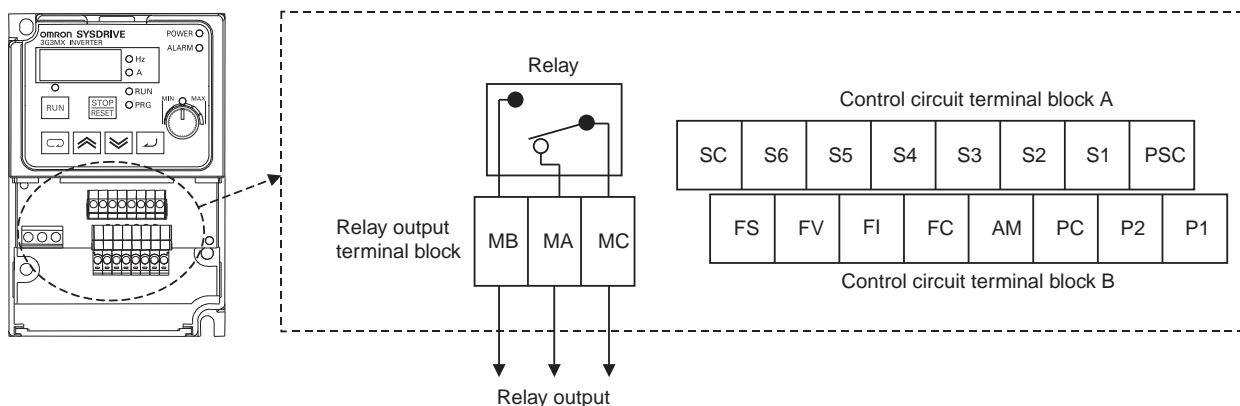 omron SYSDRIVE
3G3MX INVERTER
POWER
ALARM
Hz
A
RUN
PRG
RUN
STOP
RESET
MIN
MAX
Relay
Relay output
terminal block
MB MA MC
Relay output
Control circuit terminal block A
SC S6 S5 S4 S3 S2 S1 PSC
FS FV FI FC AM PC P2 P1
Control circuit terminal block B